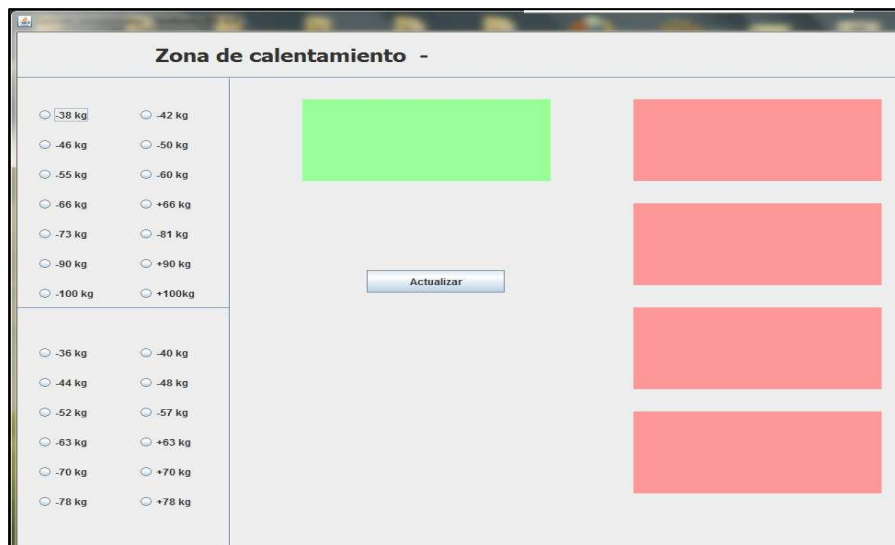 Zona de calentamiento -
-38 kg -42 kg
-46 kg -50 kg
-55 kg -60 kg
-66 kg +66 kg
-73 kg -81 kg
-90 kg +90 kg
-100 kg +100kg
Actualizar
-36 kg -40 kg
-44 kg -48 kg
-52 kg -57 kg
-63 kg +63 kg
-70 kg +70 kg
-78 kg +78 kg